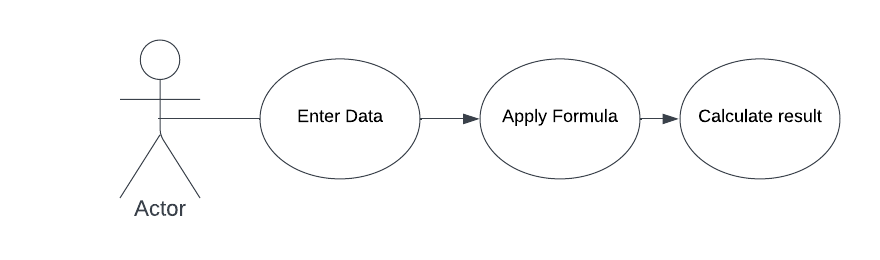 Enter Data
Apply Formula
Calculate result
Actor